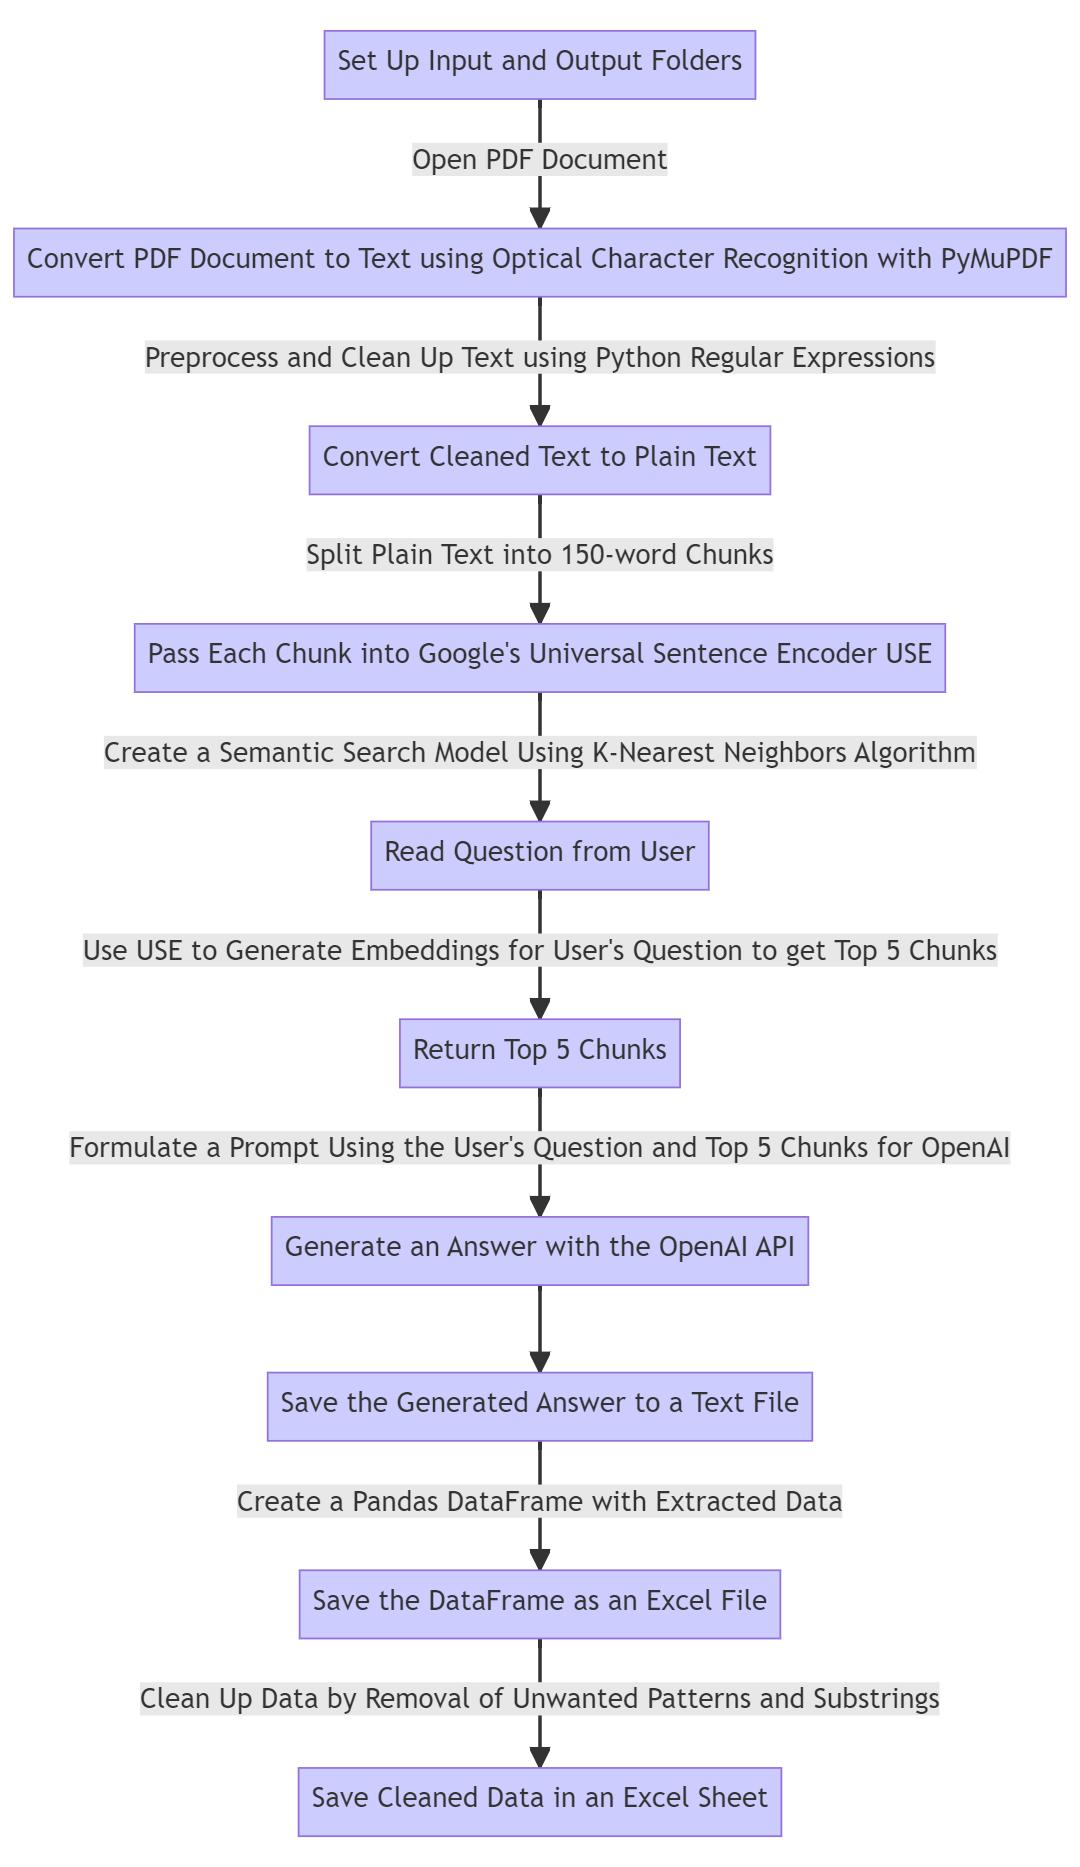 Set Up Input and Output Folders
Open PDF Document
Convert PDF Document to Text using Optical Character Recognition with PyMuPDF
Preprocess and Clean Up Text using Python Regular Expressions
Convert Cleaned Text to Plain Text
Split Plain Text into 150-word Chunks
Pass Each Chunk into Google's Universal Sentence Encoder USE
Create a Semantic Search Model Using K-Nearest Neighbors Algorithm
Read Question from User
Use USE to Generate Embeddings for User's Question to get Top 5 Chunks
Return Top 5 Chunks
Formulate a Prompt Using the User's Question and Top 5 Chunks for OpenAI
Generate an Answer with the OpenAI API
Save the Generated Answer to a Text File
Create a Pandas DataFrame with Extracted Data
Save the DataFrame as an Excel File
Clean Up Data by Removal of Unwanted Patterns and Substrings
Save Cleaned Data in an Excel Sheet